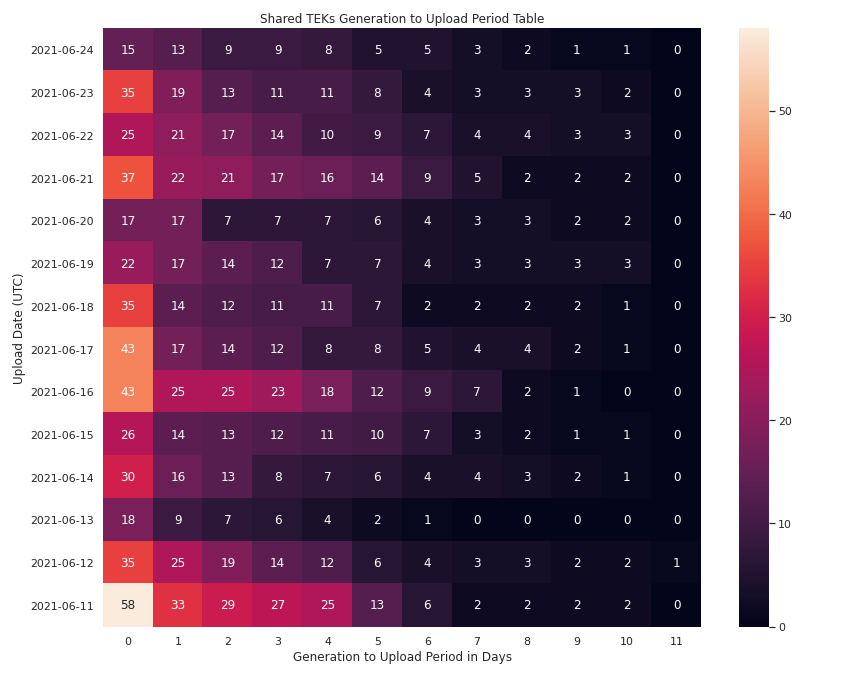 Shared TEKs Generation to Upload Period Table
Upload Date (UTC)
2021-06-24 15 13 9 9 8 5 5 3 2 1 1 0
2021-06-23 35 19 13 11 11 8 4 3 3 3 2 0
2021-06-22 25 21 17 14 10 9 7 4 4 3 3 0
2021-06-21 37 22 21 17 16 14 9 5 2 2 2 0
2021-06-20 17 17 7 7 7 6 4 3 3 2 2 0
2021-06-19 22 17 14 12 7 7 4 3 3 3 3 0
2021-06-18 35 14 12 11 11 7 2 2 2 2 1 0
2021-06-17 43 17 14 12 8 8 5 4 4 2 1 0
2021-06-16 43 25 25 23 18 12 9 7 2 1 0 0
2021-06-15 26 14 13 12 11 10 7 3 2 1 1 0
2021-06-14 30 16 13 8 7 6 4 4 3 2 1 0
2021-06-13 18 9 7 6 4 2 1 0 0 0 0 0
2021-06-12 35 25 19 14 12 6 4 3 3 2 2 1
2021-06-11 58 33 29 27 25 13 6 2 2 2 2 0
0 1 2 3 4 5 6 7 8 9 10 11
Generation to Upload Period in Days
50
40
30
20
10
0